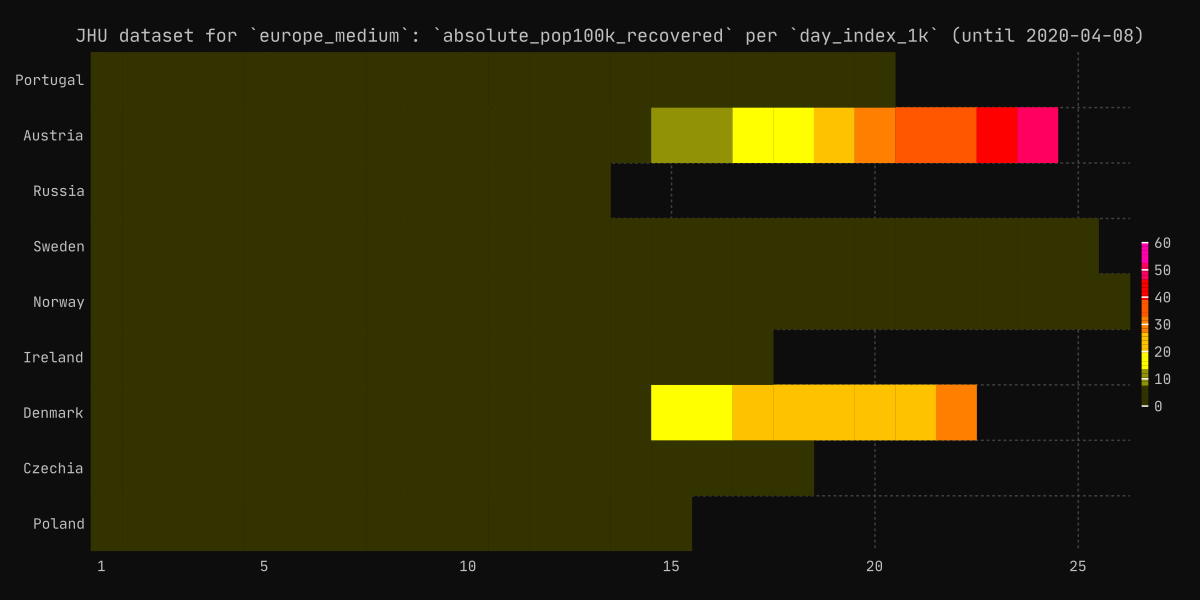 JHU dataset for `europe_medium`: `absolute_pop100k_recovered` per `day_index_1k` (until 2020-04-08)
Portugal
Austria
Russia
Sweden
Norway
Ireland
Denmark
Czechia
Poland
1 5 10 15 20 25
60
50
40
30
20
10
0